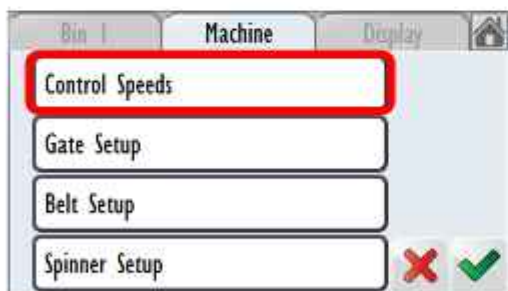 Bin 1 Machine Display
Control Speeds
Gate Setup
Belt Setup
Spinner Setup